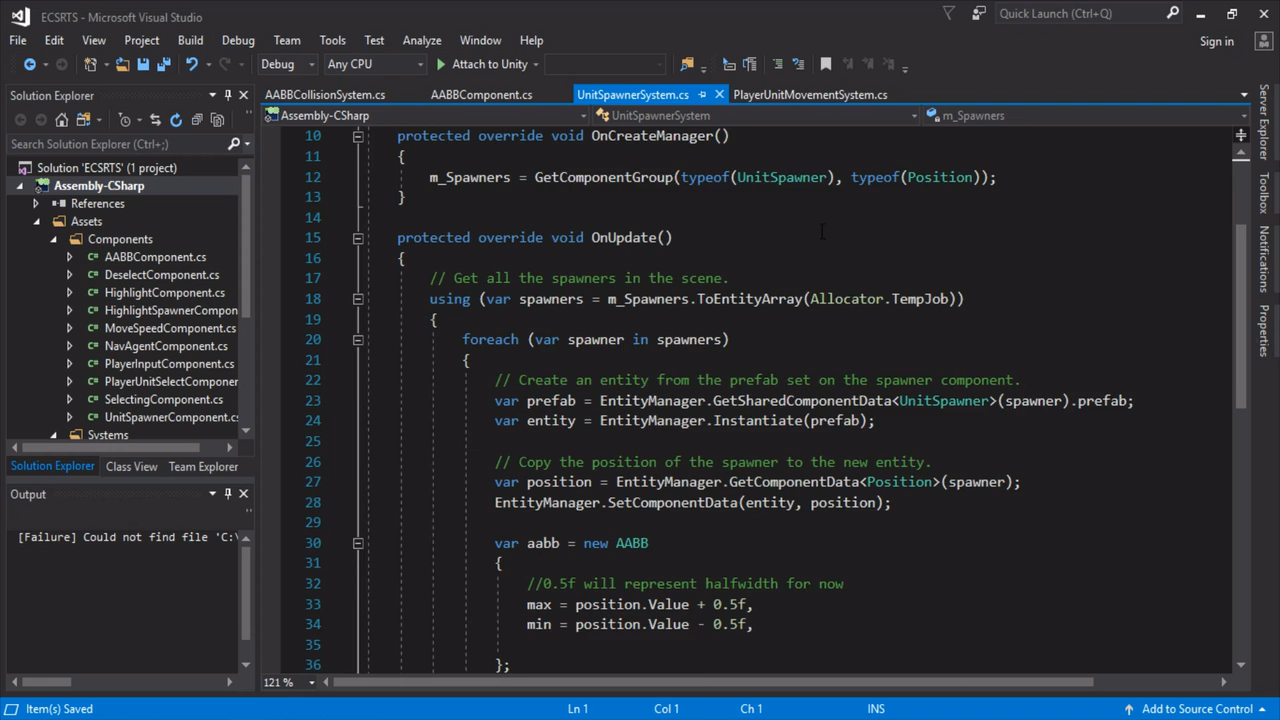 ECSRTS - Microsoft Visual Studio
Quick Launch (Ctrl+Q)
File Edit View Project Build Debug Team Tools Test Analyze Window Help
Sign in
Debug Any CPU Attach to Unity
Solution Explorer
AABBCollisionSystem.cs AABBComponent.cs UnitSpawnerSystem.cs PlayerUnitMovementSystem.cs
Assembly-CSharp UnitSpawnerSystem m_Spawners
Search Solution Explorer (Ctrl+;)
Solution 'ECSRTS' (1 project)
Assembly-CSharp
References
Assets
Components
AABBComponent.cs
DeselectComponent.cs
HighlightComponent.cs
HighlightSpawnerCompon
MoveSpeedComponent.cs
NavAgentComponent.cs
PlayerInputComponent.cs
PlayerUnitSelectCompone
SelectingComponent.cs
UnitSpawnerComponent.cs
Systems
Solution Explorer Class View Team Explorer
Output
[Failure] Could not find file 'C:\
10 protected override void OnCreateManager()
11 {
12 m_Spawners = GetComponentGroup(typeof(UnitSpawner), typeof(Position));
13 }
14
15 protected override void OnUpdate()
16 {
17 // Get all the spawners in the scene.
18 using (var spawners = m_Spawners.ToEntityArray(Allocator.TempJob))
19 {
20 foreach (var spawner in spawners)
21 {
22 // Create an entity from the prefab set on the spawner component.
23 var prefab = EntityManager.GetSharedComponentData<UnitSpawner>(spawner).prefab;
24 var entity = EntityManager.Instantiate(prefab);
25
26 // Copy the position of the spawner to the new entity.
27 var position = EntityManager.GetComponentData<Position>(spawner);
28 EntityManager.SetComponentData(entity, position);
29
30 var aabb = new AABB
31 {
32 //0.5f will represent halfwidth for now
33 max = position.Value + 0.5f,
34 min = position.Value - 0.5f,
35
36 };
121 %
Server Explorer
Toolbox
Notifications
Properties
Item(s) Saved Ln 1 Col 1 Ch 1 INS Add to Source Control